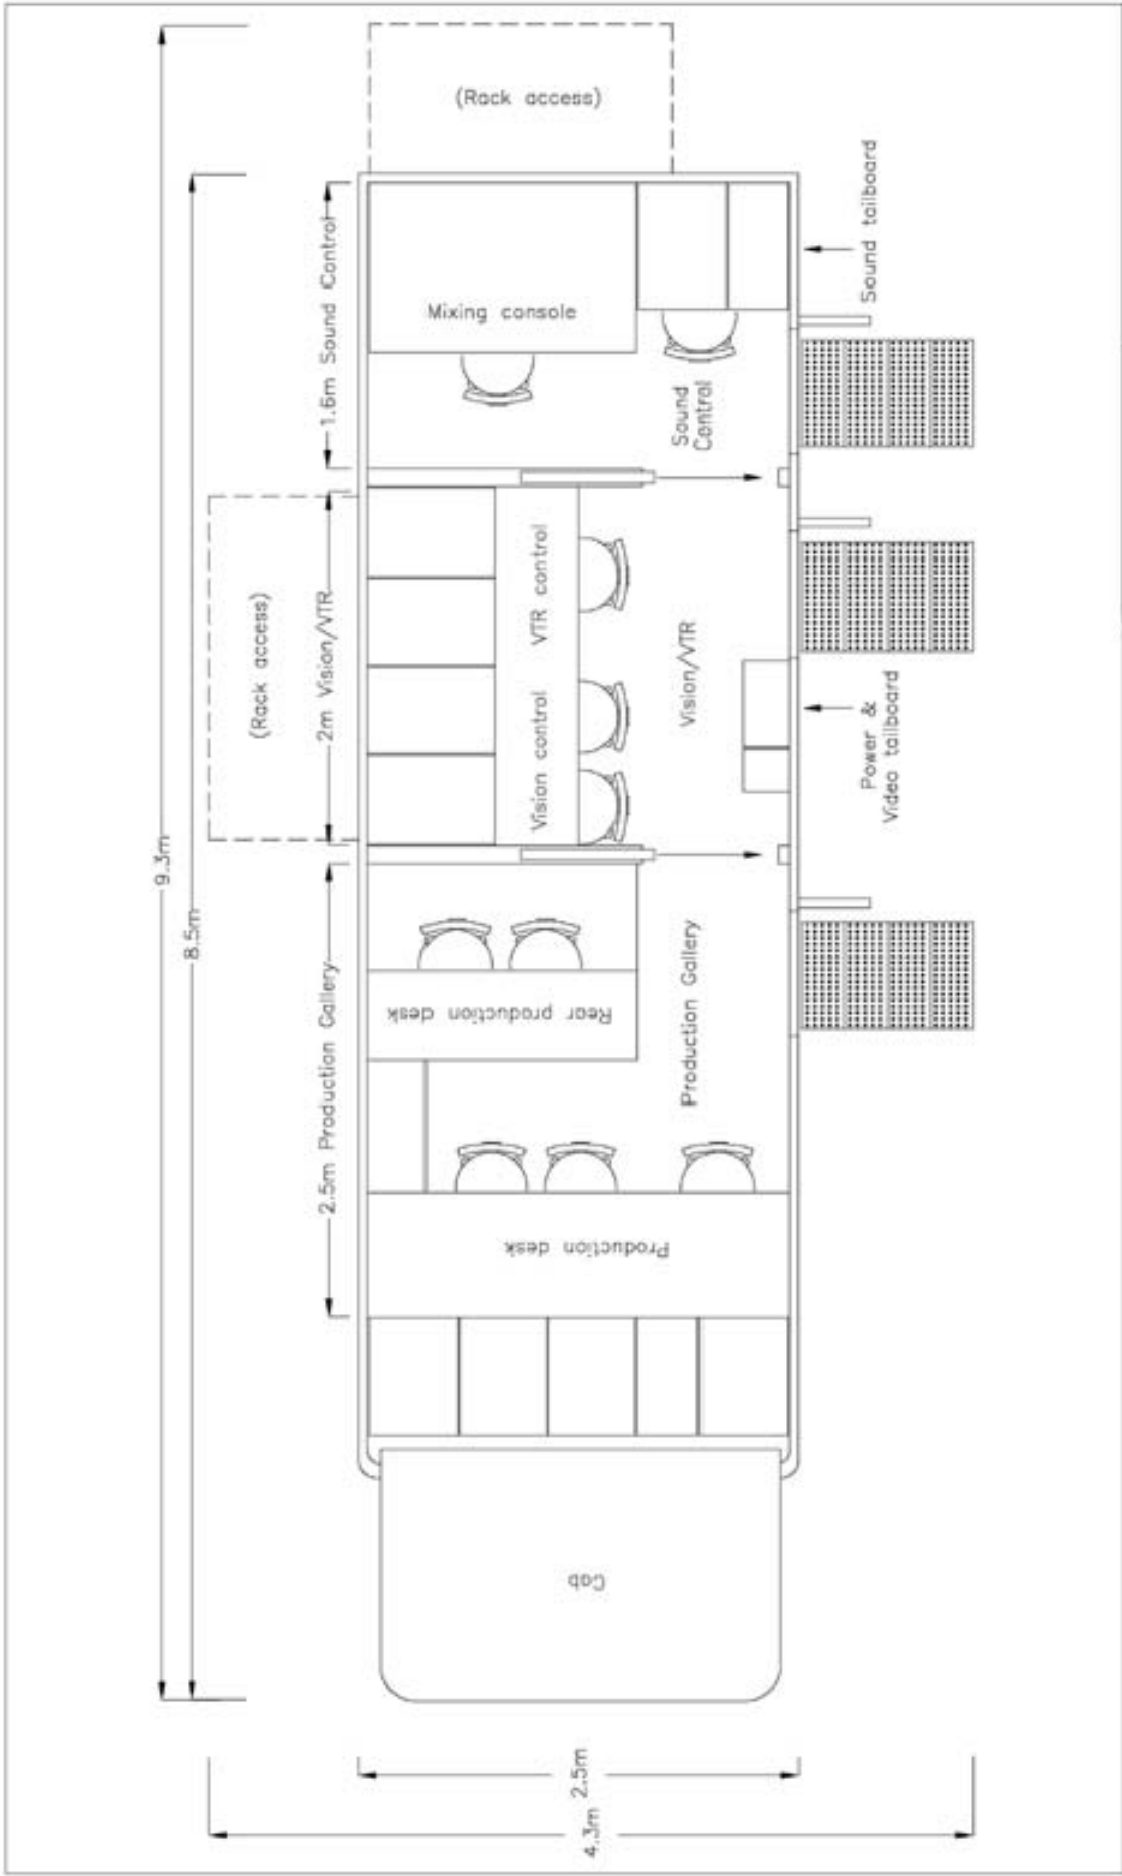 (Rack access)
Sound tailboard
1.6m Sound Control
Mixing console
Sound
Control
(Rack access)
2m Vision/VTR
VTR control
Vision control
Vision/VTR
Power &
Video tailboard
9.3m
8.5m
2.5m Production Gallery
Rear production desk
Production Gallery
Production desk
Cab
2.5m
4.3m